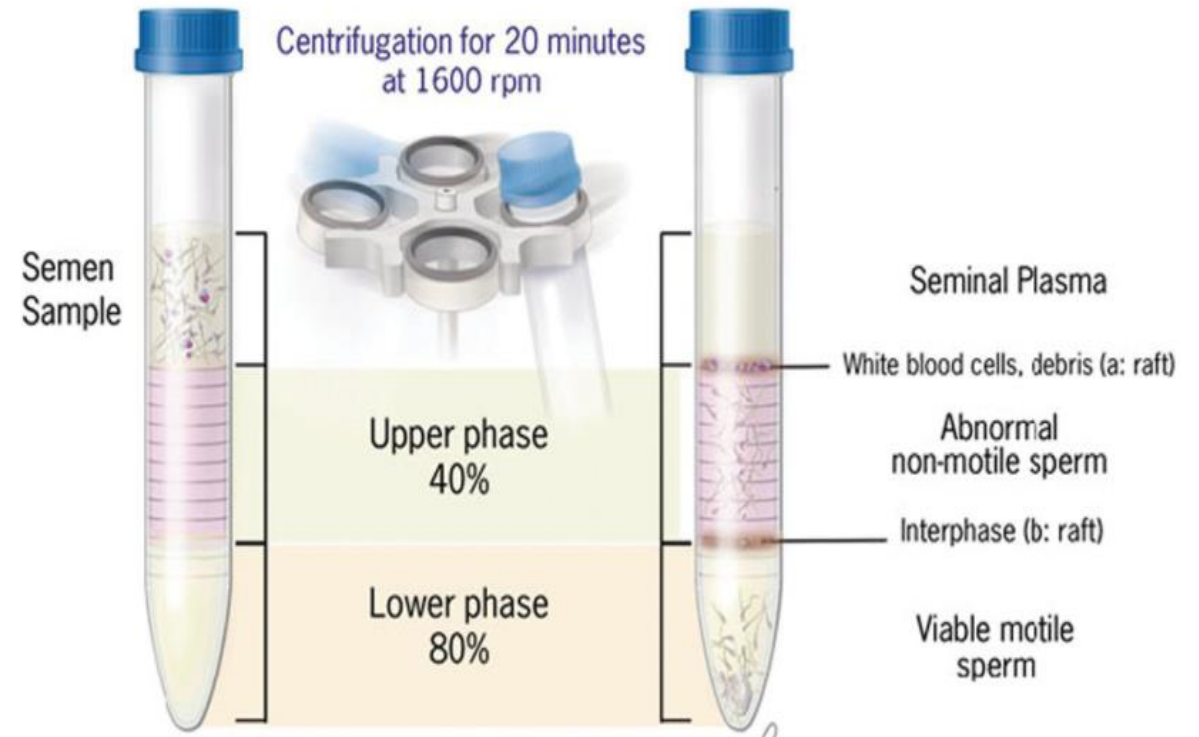 Centrifugation for 20 minutes
at 1600 rpm
Semen
Sample
Upper phase
40%
Lower phase
80%
Seminal Plasma
White blood cells, debris (a: raft)
Abnormal
non-motile sperm
Interphase (b: raft)
Viable motile
sperm